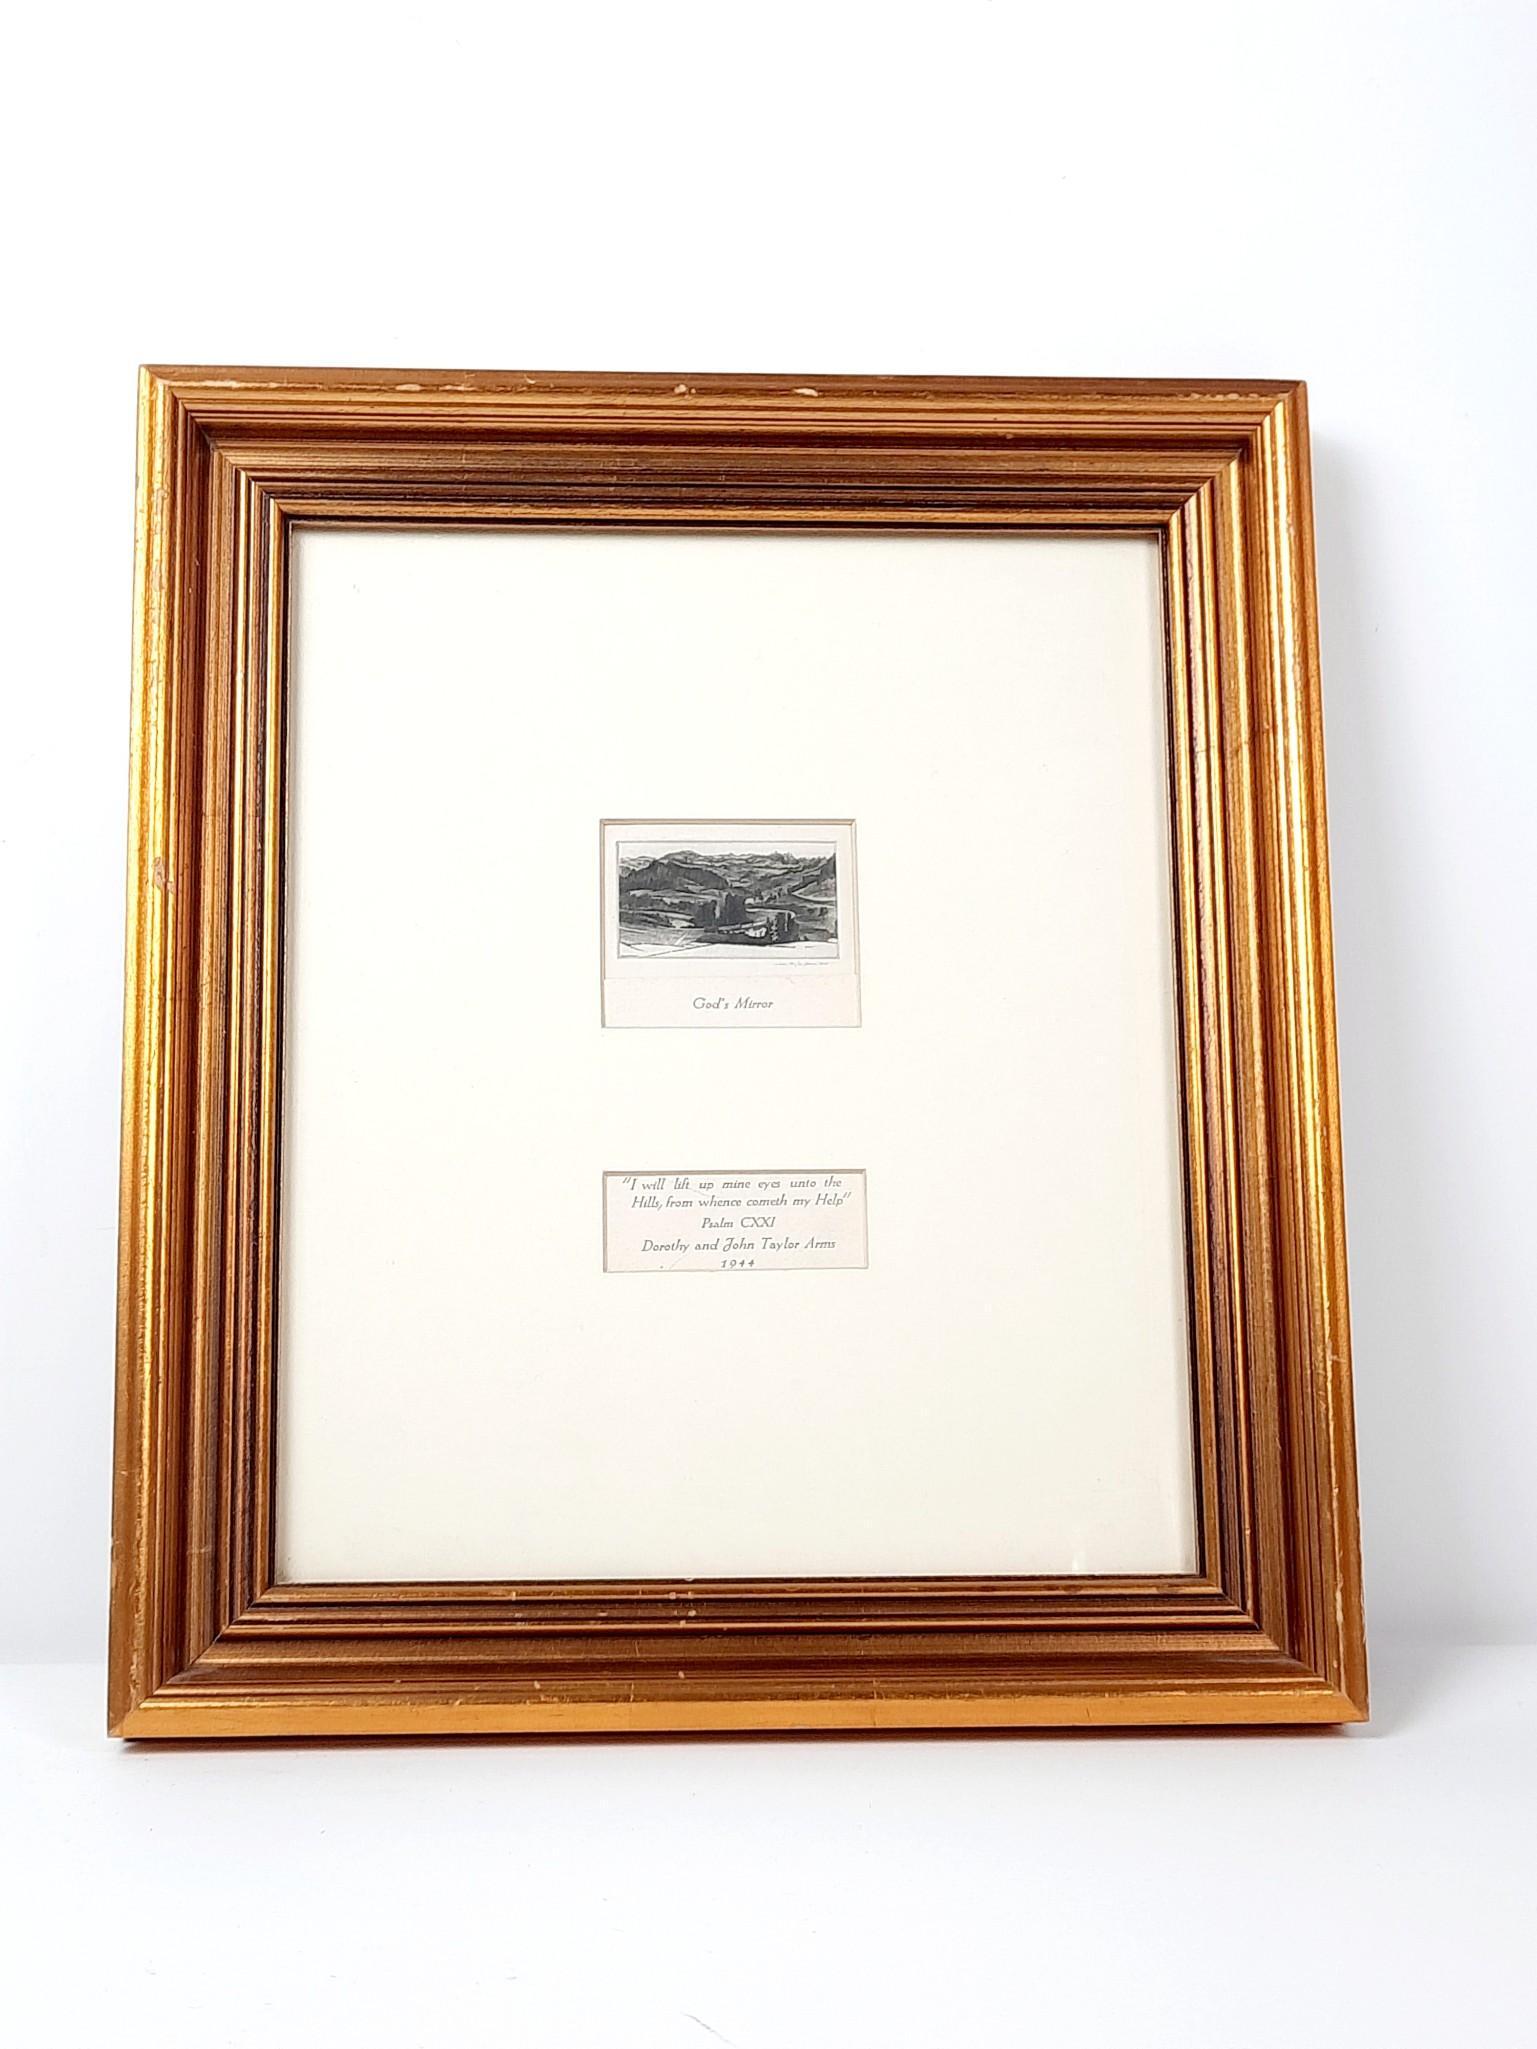 God's Mirror
"I will lift up mine eyes unto the
Hills, from whence cometh my Help"
Psalm CXXI
Dorothy and John Taylor Arms
1944